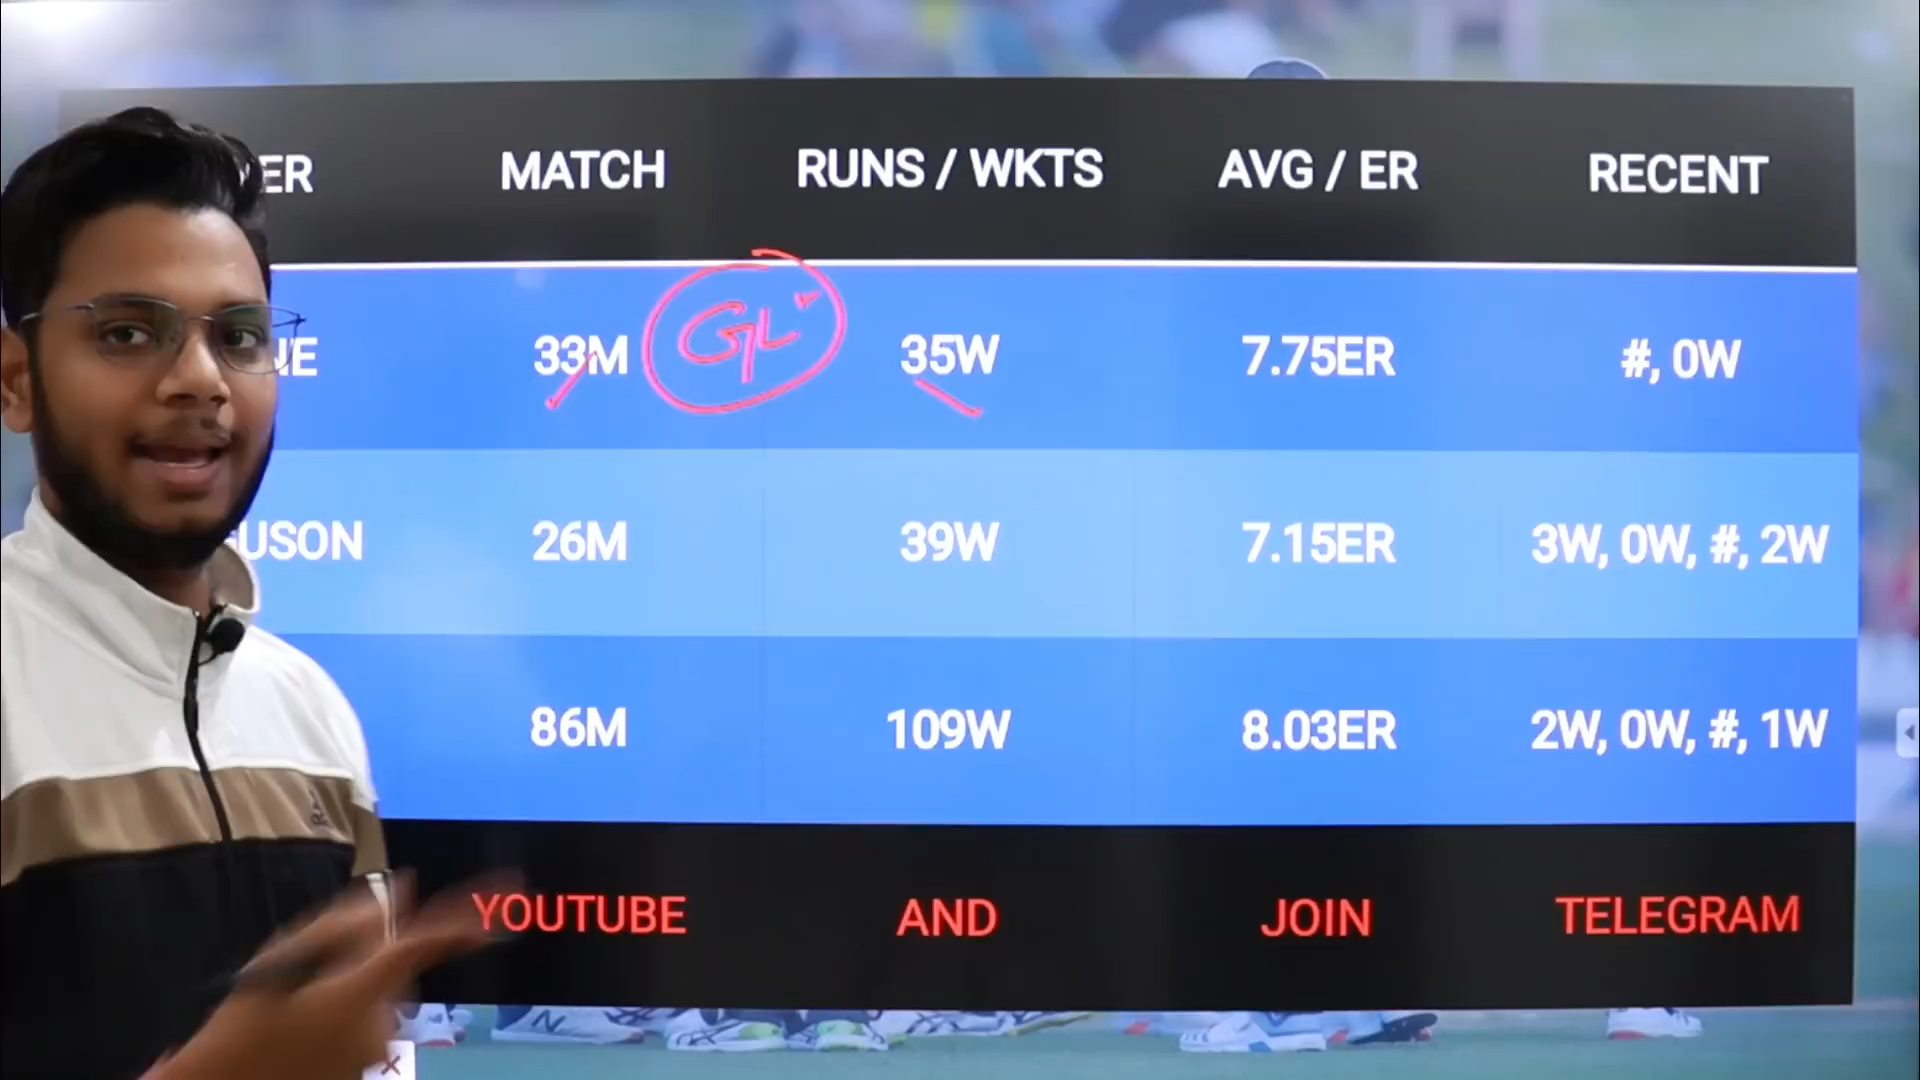 ER MATCH RUNS / WKTS AVG / ER RECENT
NE 33M GL 35W 7.75ER #, 0W
GUSON 26M 39W 7.15ER 3W, 0W, #, 2W
86M 109W 8.03ER 2W, 0W, #, 1W
YOUTUBE AND JOIN TELEGRAM